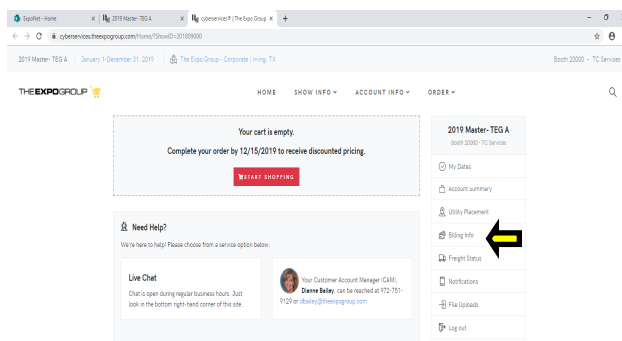 ExpoNet - Home
2019 Master- TEG A
cyberservices® | The Expo Group
cyberservices.theexpogroup.com/Home/?ShowID=201809000
2019 Master- TEG A
January 1-December 31, 2019
The Expo Group - Corporate | Irving, TX
Booth 20000 - TC Services
THEEXPOGROUP
HOME
SHOW INFO
ACCOUNT INFO
ORDER
Your cart is empty.
Complete your order by 12/15/2019 to receive discounted pricing.
START SHOPPING
Need Help?
We're here to help! Please choose from a service option below:
Live Chat
Chat is open during regular business hours. Just
look in the bottom right-hand corner of this site.
Your Customer Account Manager (CAM),
Dianne Bailey, can be reached at 972-751-
9129 or dbailey@theexpogroup.com
2019 Master- TEG A
Booth 20000 - TC Services
My Dates
Account Summary
Utility Placement
Billing Info
Freight Status
Notifications
File Uploads
Log out